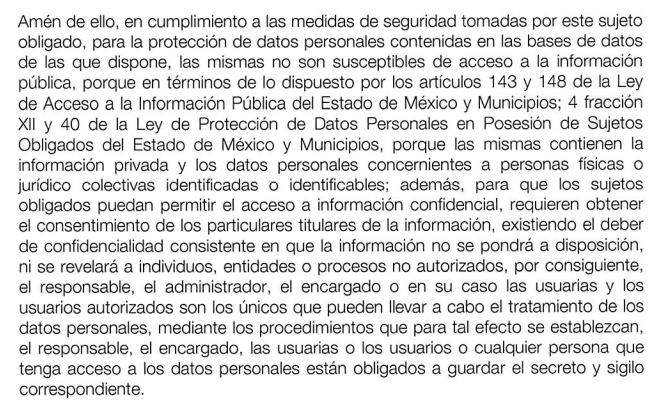 Amén de ello, en cumplimiento a las medidas de seguridad tomadas por este sujeto
obligado, para la protección de datos personales contenidas en las bases de datos
de las que dispone, las mismas no son susceptibles de acceso a la información
pública, porque en términos de lo dispuesto por los artículos 143 y 148 de la Ley
de Acceso a la Información Pública del Estado de México y Municipios; 4 fracción
XII y 40 de la Ley de Protección de Datos Personales en Posesión de Sujetos
Obligados del Estado de México y Municipios, porque las mismas contienen la
información privada y los datos personales concernientes a personas físicas o
jurídico colectivas identificadas o identificables; además, para que los sujetos
obligados puedan permitir el acceso a información confidencial, requieren obtener
el consentimiento de los particulares titulares de la información, existiendo el deber
de confidencialidad consistente en que la información no se pondrá a disposición,
ni se revelará a individuos, entidades o procesos no autorizados, por consiguiente,
el responsable, el administrador, el encargado o en su caso las usuarias y los
usuarios autorizados son los únicos que pueden llevar a cabo el tratamiento de los
datos personales, mediante los procedimientos que para tal efecto se establezcan,
el responsable, el encargado, las usuarias o los usuarios o cualquier persona que
tenga acceso a los datos personales están obligados a guardar el secreto y sigilo
correspondiente.